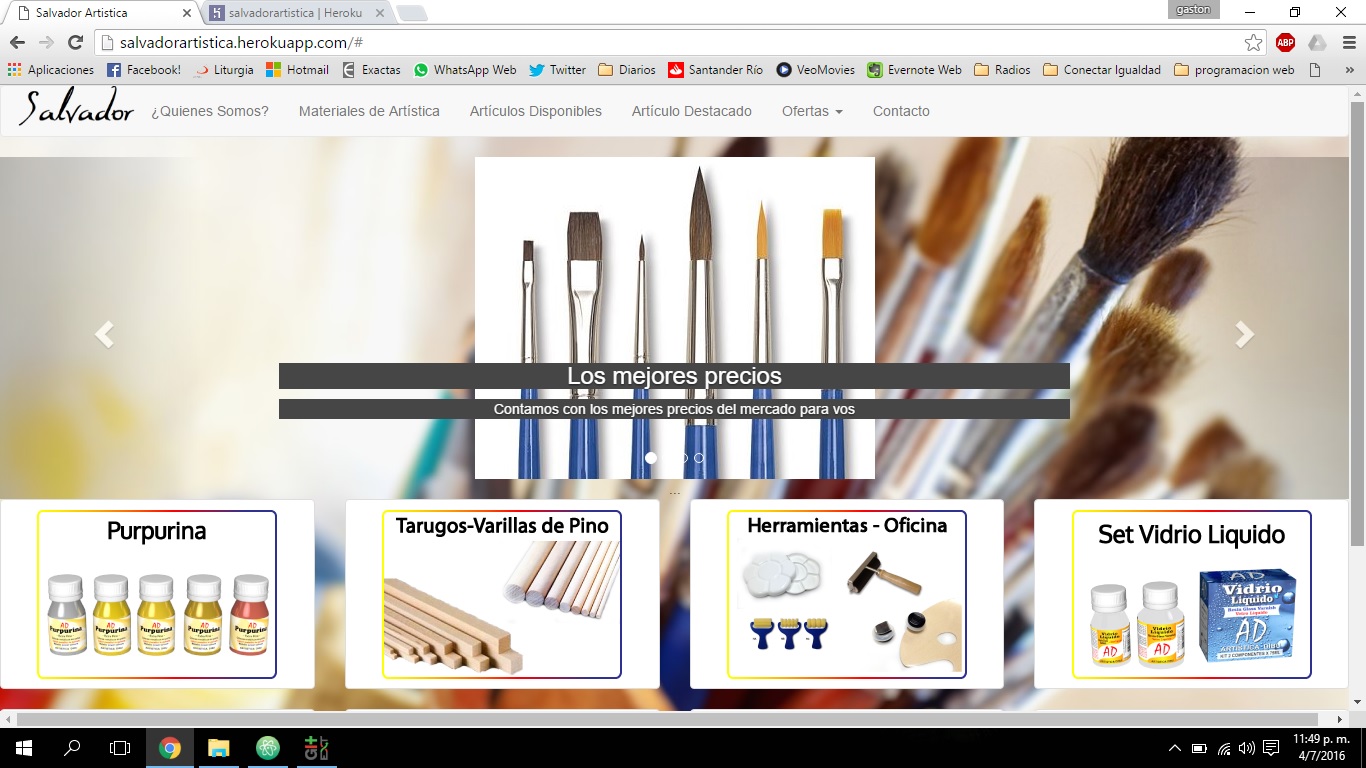 Salvador Artistica
salvadorartistica | Heroku
gaston
salvadorartistica.herokuapp.com/#
ABP
Aplicaciones Facebook! Liturgia Hotmail Exactas WhatsApp Web Twitter Diarios Santander Río VeoMovies Evernote Web Radios Conectar Igualdad programacion web »
Salvador ¿Quienes Somos? Materiales de Artística Artículos Disponibles Artículo Destacado Ofertas Contacto
Los mejores precios
Contamos con los mejores precios del mercado para vos
...
Purpurina
AD Purpurina
AD Purpurina
AD Purpurina
AD Purpurina
AD Purpurina
Tarugos-Varillas de Pino
Herramientas - Oficina
Set Vidrio Liquido
Vidrio Liquido AD
Vidrio Liquido AD
AD
Vidrio
Liquido
AD
11:49 p. m.
4/7/2016